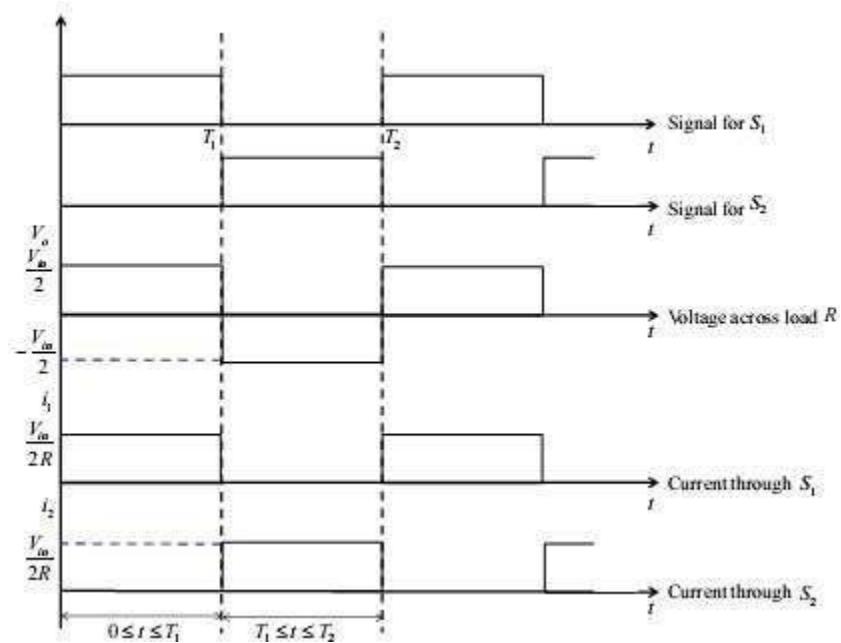 Signal for S₁
T₁
T₂
t
Signal for S₂
t
Vₒ
Vᵢₙ/2
Voltage across load R
t
-Vᵢₙ/2
i₁
Vᵢₙ/2R
Current through S₁
t
i₂
Vᵢₙ/2R
Current through S₂
t
0 ≤ t ≤ T₁
T₁ ≤ t ≤ T₂